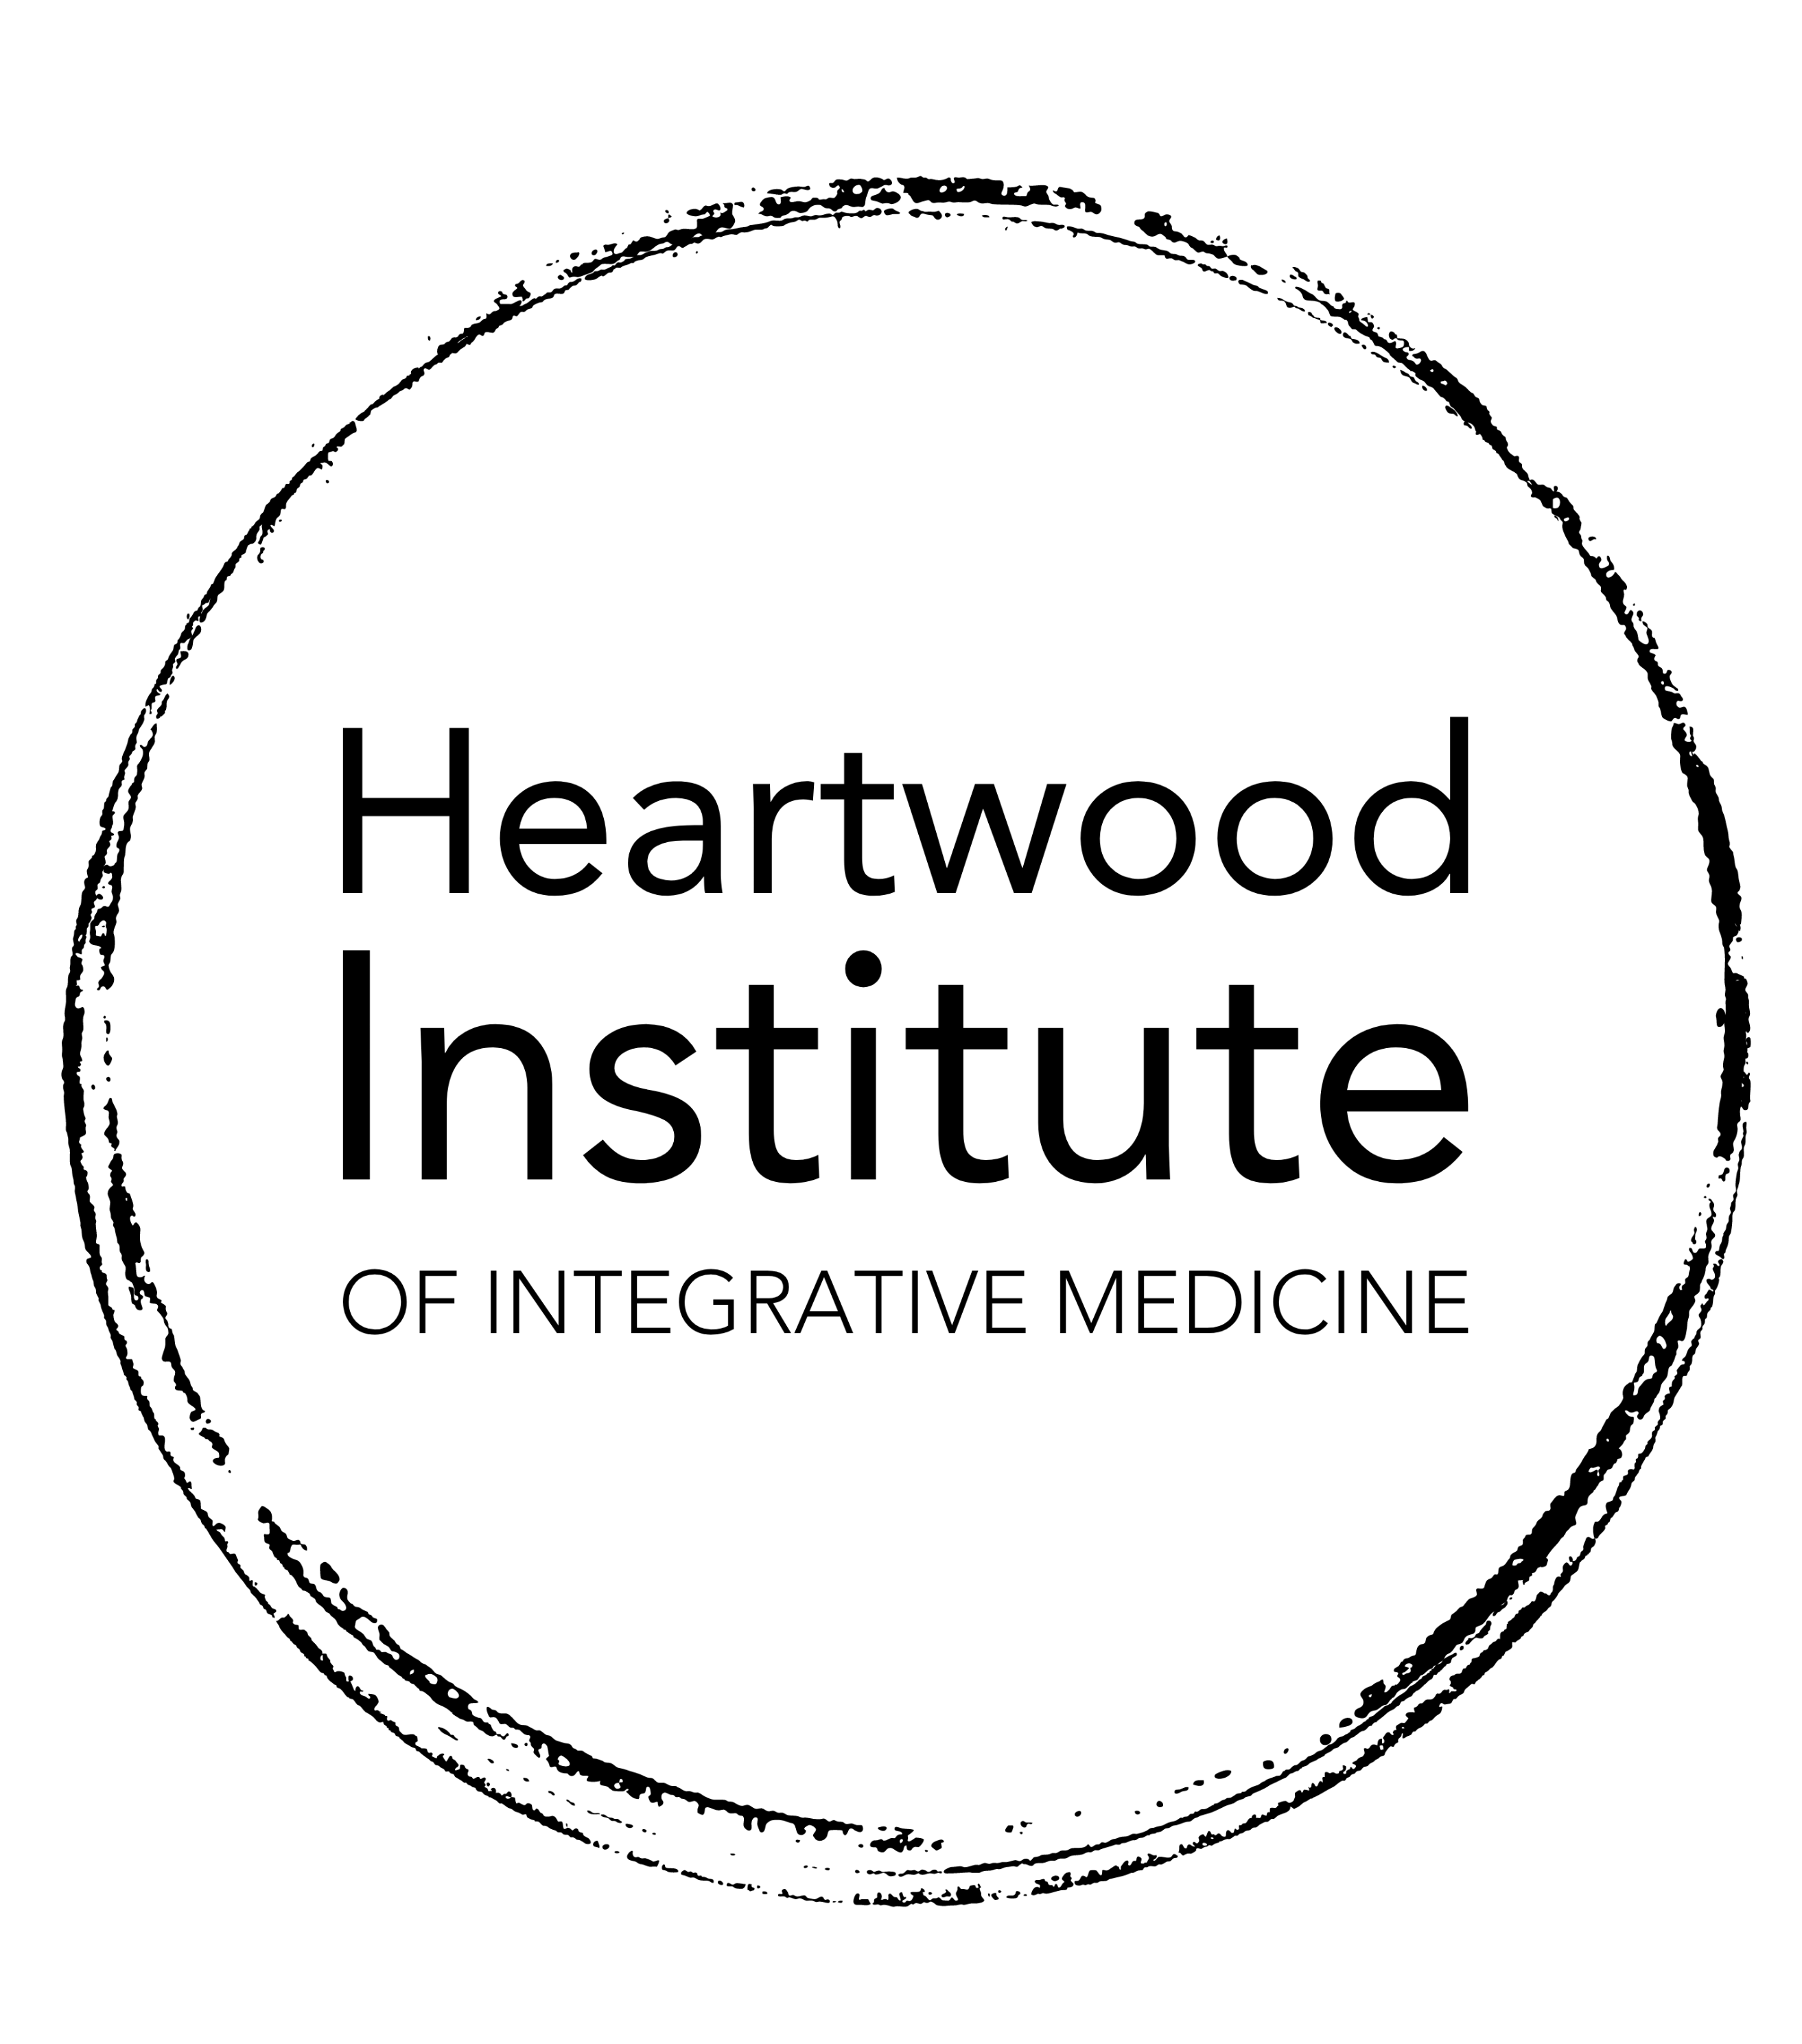 Heartwood
Institute
OF INTEGRATIVE MEDICINE